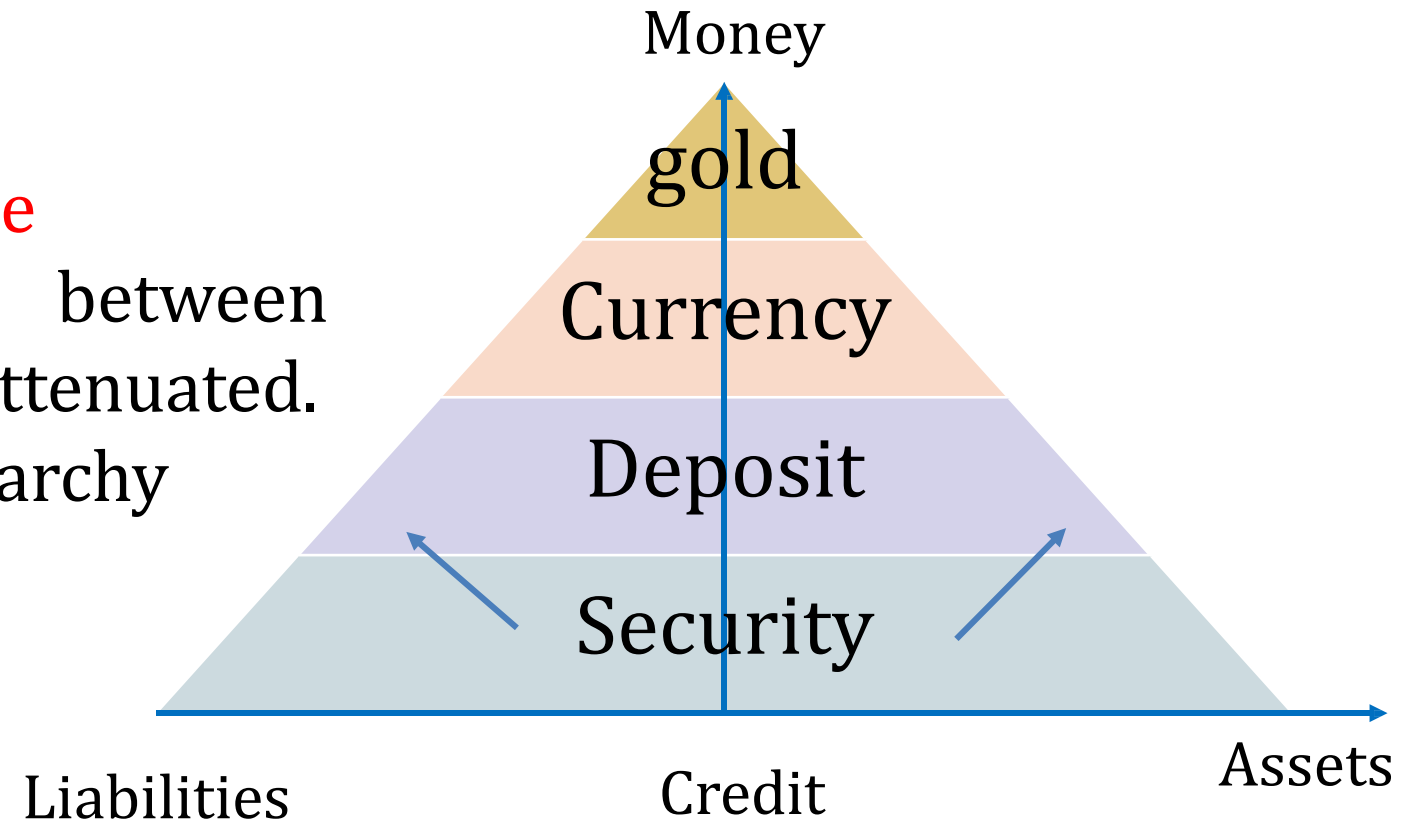 Money
gold
e
between
ttenuated.
archy
Currency
Deposit
Security
Liabilities
Credit
Assets